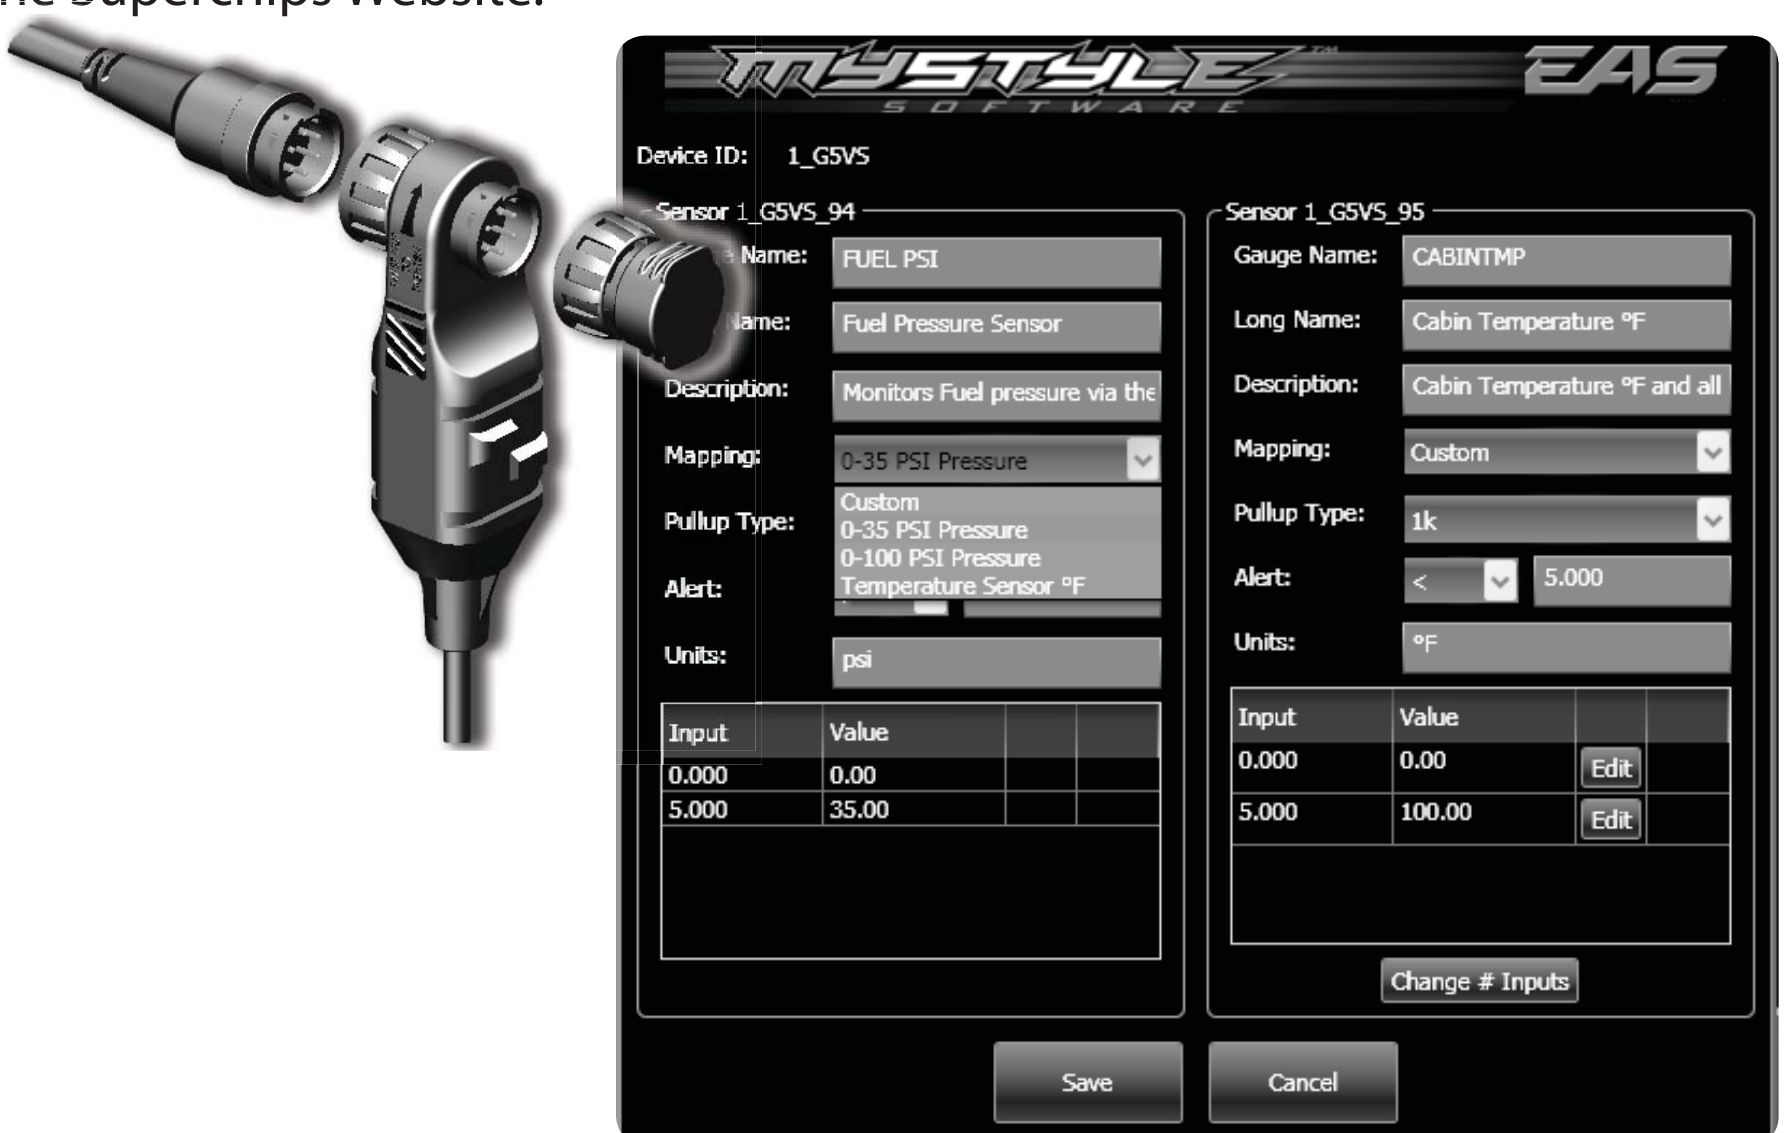 Superchips Website.
MYSTYLE™ EAS
SOFTWARE
Device ID: 1_G5VS
Sensor 1_G5VS_94
Name: FUEL PSI
Name: Fuel Pressure Sensor
Description: Monitors Fuel pressure via the
Mapping: 0-35 PSI Pressure
Custom
0-35 PSI Pressure
0-100 PSI Pressure
Temperature Sensor °F
Pullup Type:
Alert:
Units: psi
Input Value
0.000 0.00
5.000 35.00
Sensor 1_G5VS_95
Gauge Name: CABINTMP
Long Name: Cabin Temperature °F
Description: Cabin Temperature °F and all
Mapping: Custom
Pullup Type: 1k
Alert: < 5.000
Units: °F
Input Value
0.000 0.00 Edit
5.000 100.00 Edit
Change # Inputs
Save Cancel